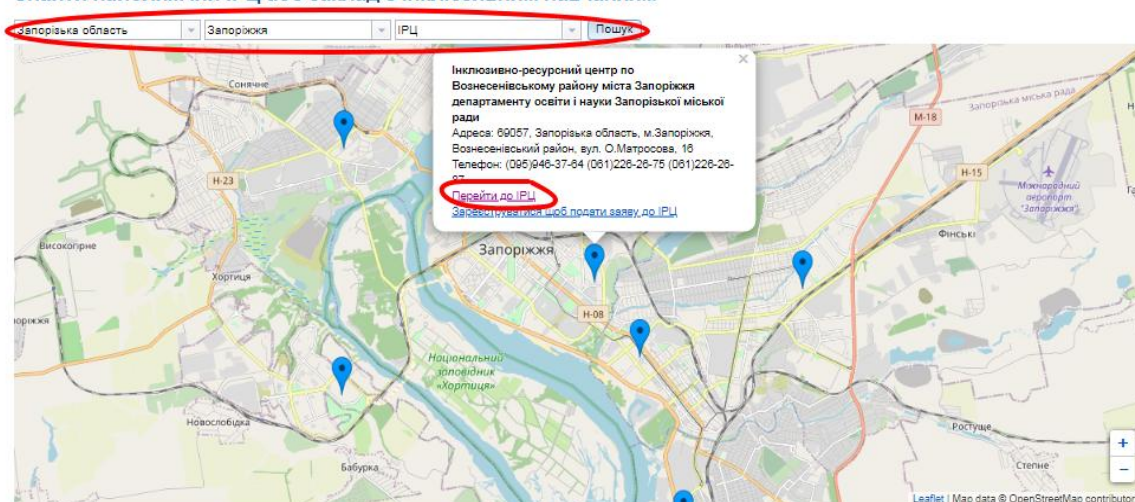 Запорізька область Запоріжжя ІРЦ Пошук
Інклюзивно-ресурсний центр по
Вознесенівському району міста Запоріжжя
департаменту освіти і науки Запорізької міської
ради
Адреса: 69057, Запорізька область, м.Запоріжжя,
Вознесенівський район, вул. О.Матросова, 16
Телефон: (095)946-37-64 (061)226-26-75 (061)226-26-
Перейти до ІРЦ
Зареєструватися щоб подати заяву до ІРЦ
Сонячне
Запорізька міська рада
М-18
Н-23
Н-15
Міжнародний
аеропорт
"Запоріжжя"
Високогірне
Запоріжжя
Фінські
Хортиця
Н-08
Національний
заповідник
«Хортиця»
Новослобідка
Ростуще
Бабурка
Степне
+
−
Leaflet | Map data © OpenStreetMap contributor